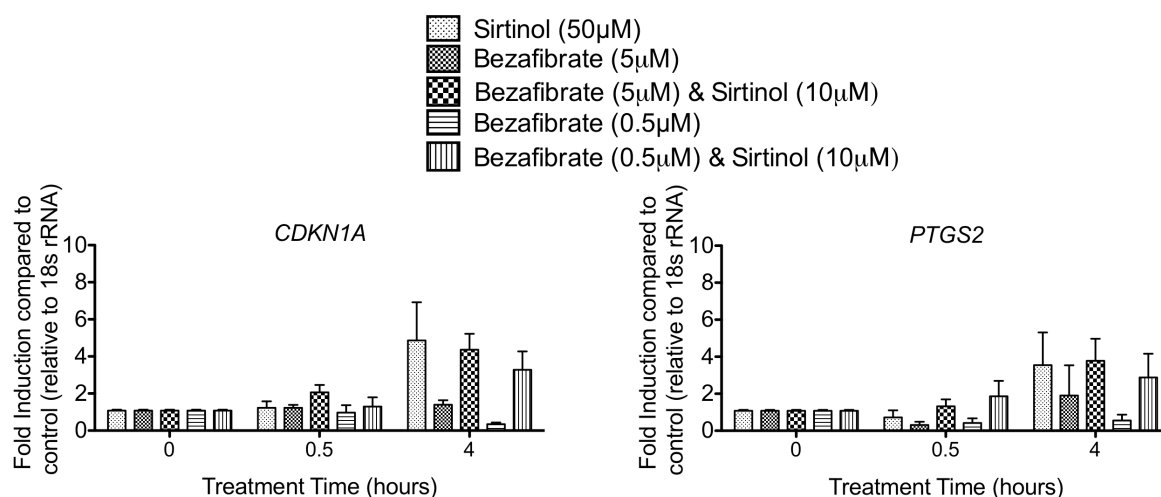 Sirtinol (50µM)
Bezafibrate (5µM)
Bezafibrate (5µM) & Sirtinol (10µM)
Bezafibrate (0.5µM)
Bezafibrate (0.5µM) & Sirtinol (10µM)
Fold Induction compared to
control (relative to 18s rRNA)
CDKN1A
10
8
6
4
2
0
0
0.5
4
Treatment Time (hours)
Fold Induction compared to
control (relative to 18s rRNA)
PTGS2
10
8
6
4
2
0
0
0.5
4
Treatment Time (hours)